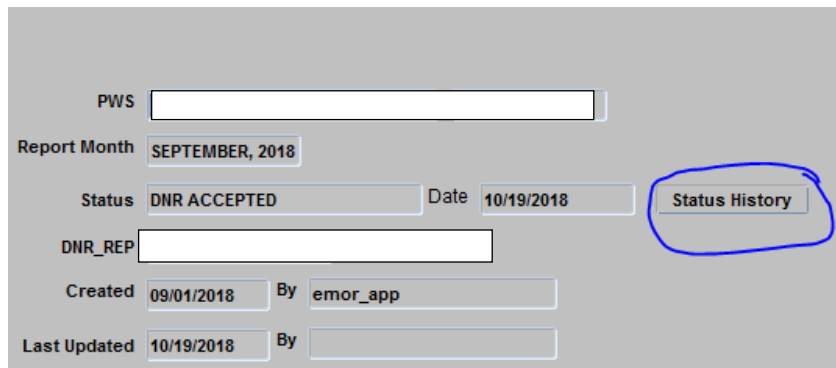 PWS
Report Month SEPTEMBER, 2018
Status DNR ACCEPTED Date 10/19/2018 Status History
DNR_REP
Created 09/01/2018 By emor_app
Last Updated 10/19/2018 By